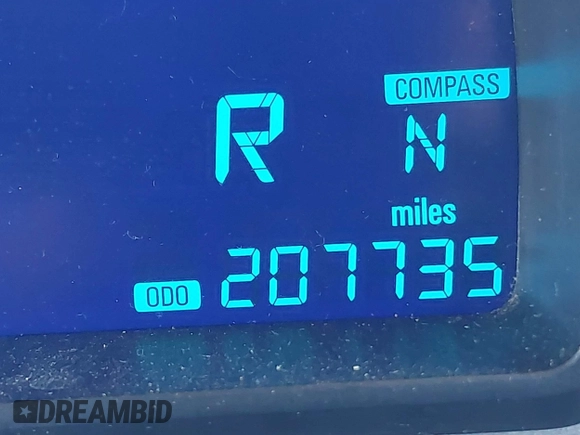 COMPASS
R N
miles
ODO 207735
DREAMBID